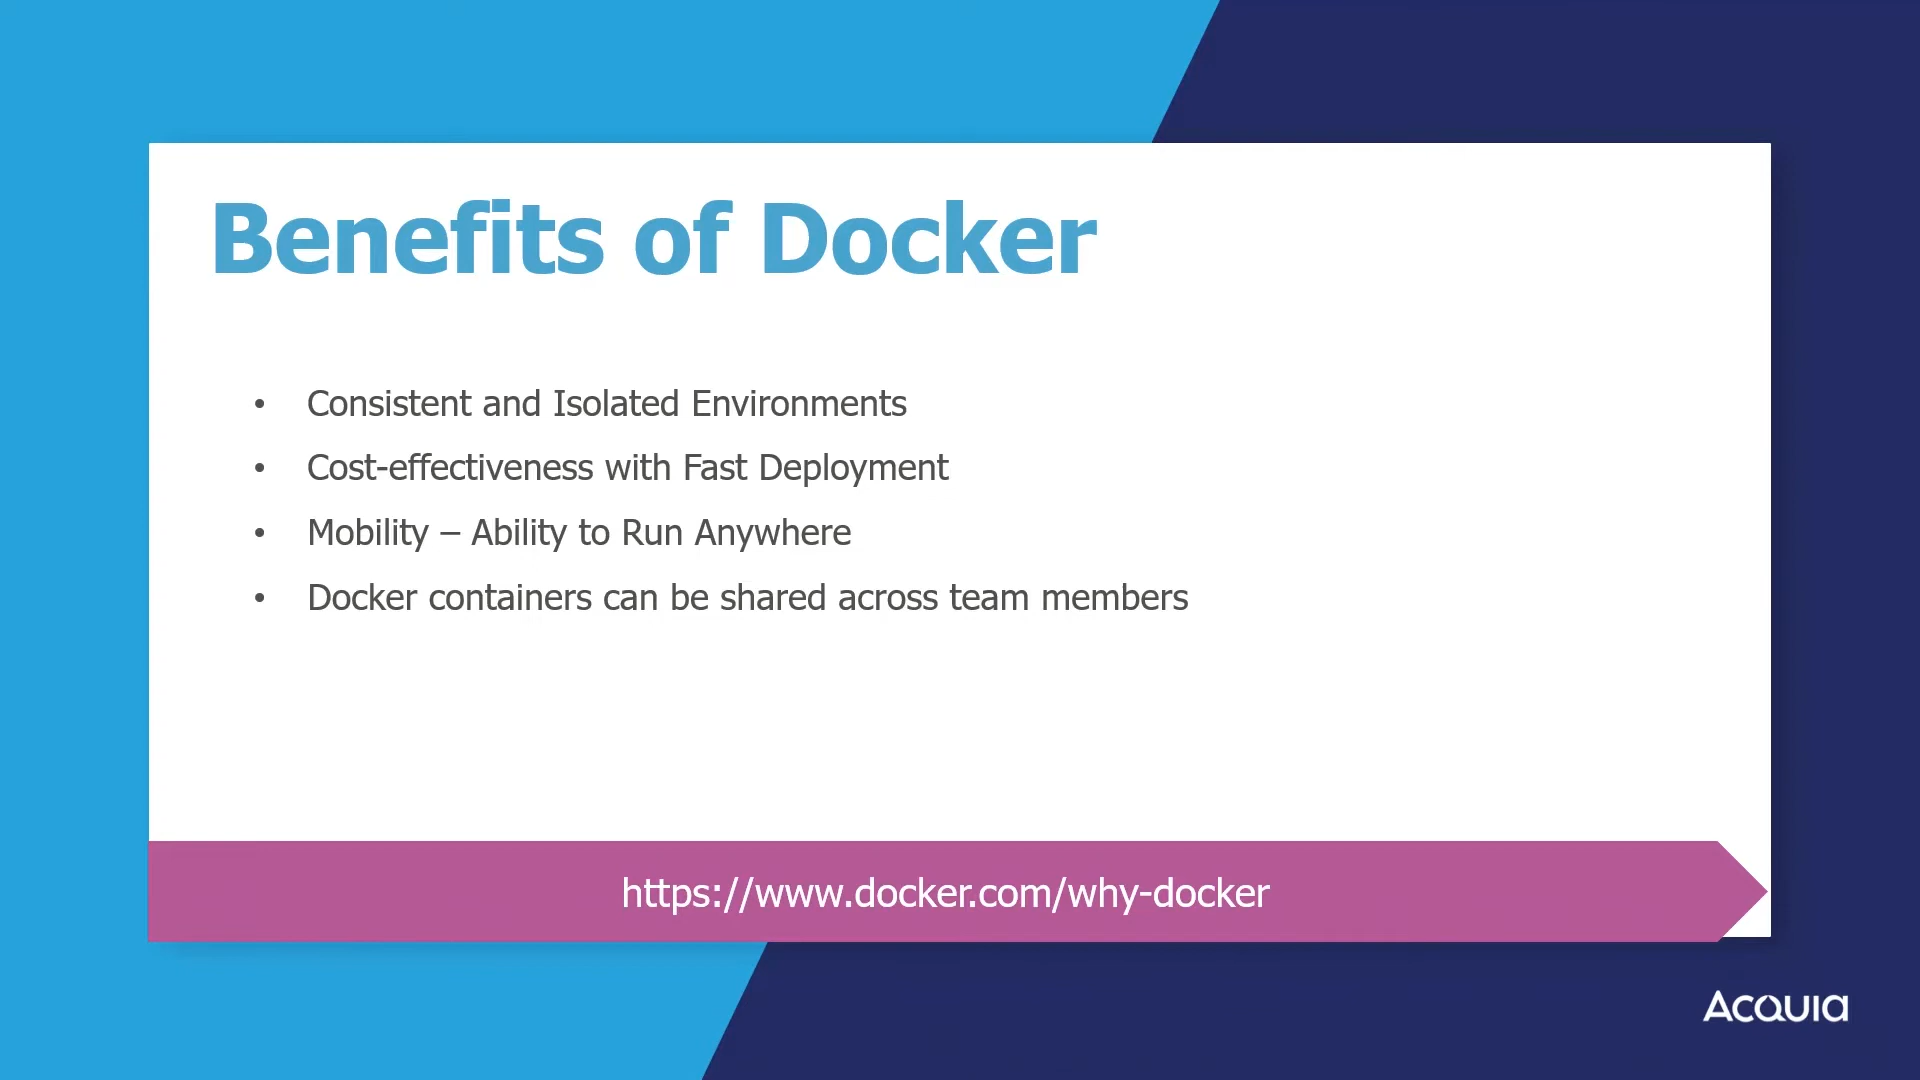 Benefits of Docker
• Consistent and Isolated Environments
• Cost-effectiveness with Fast Deployment
• Mobility – Ability to Run Anywhere
• Docker containers can be shared across team members
https://www.docker.com/why-docker
Acquia